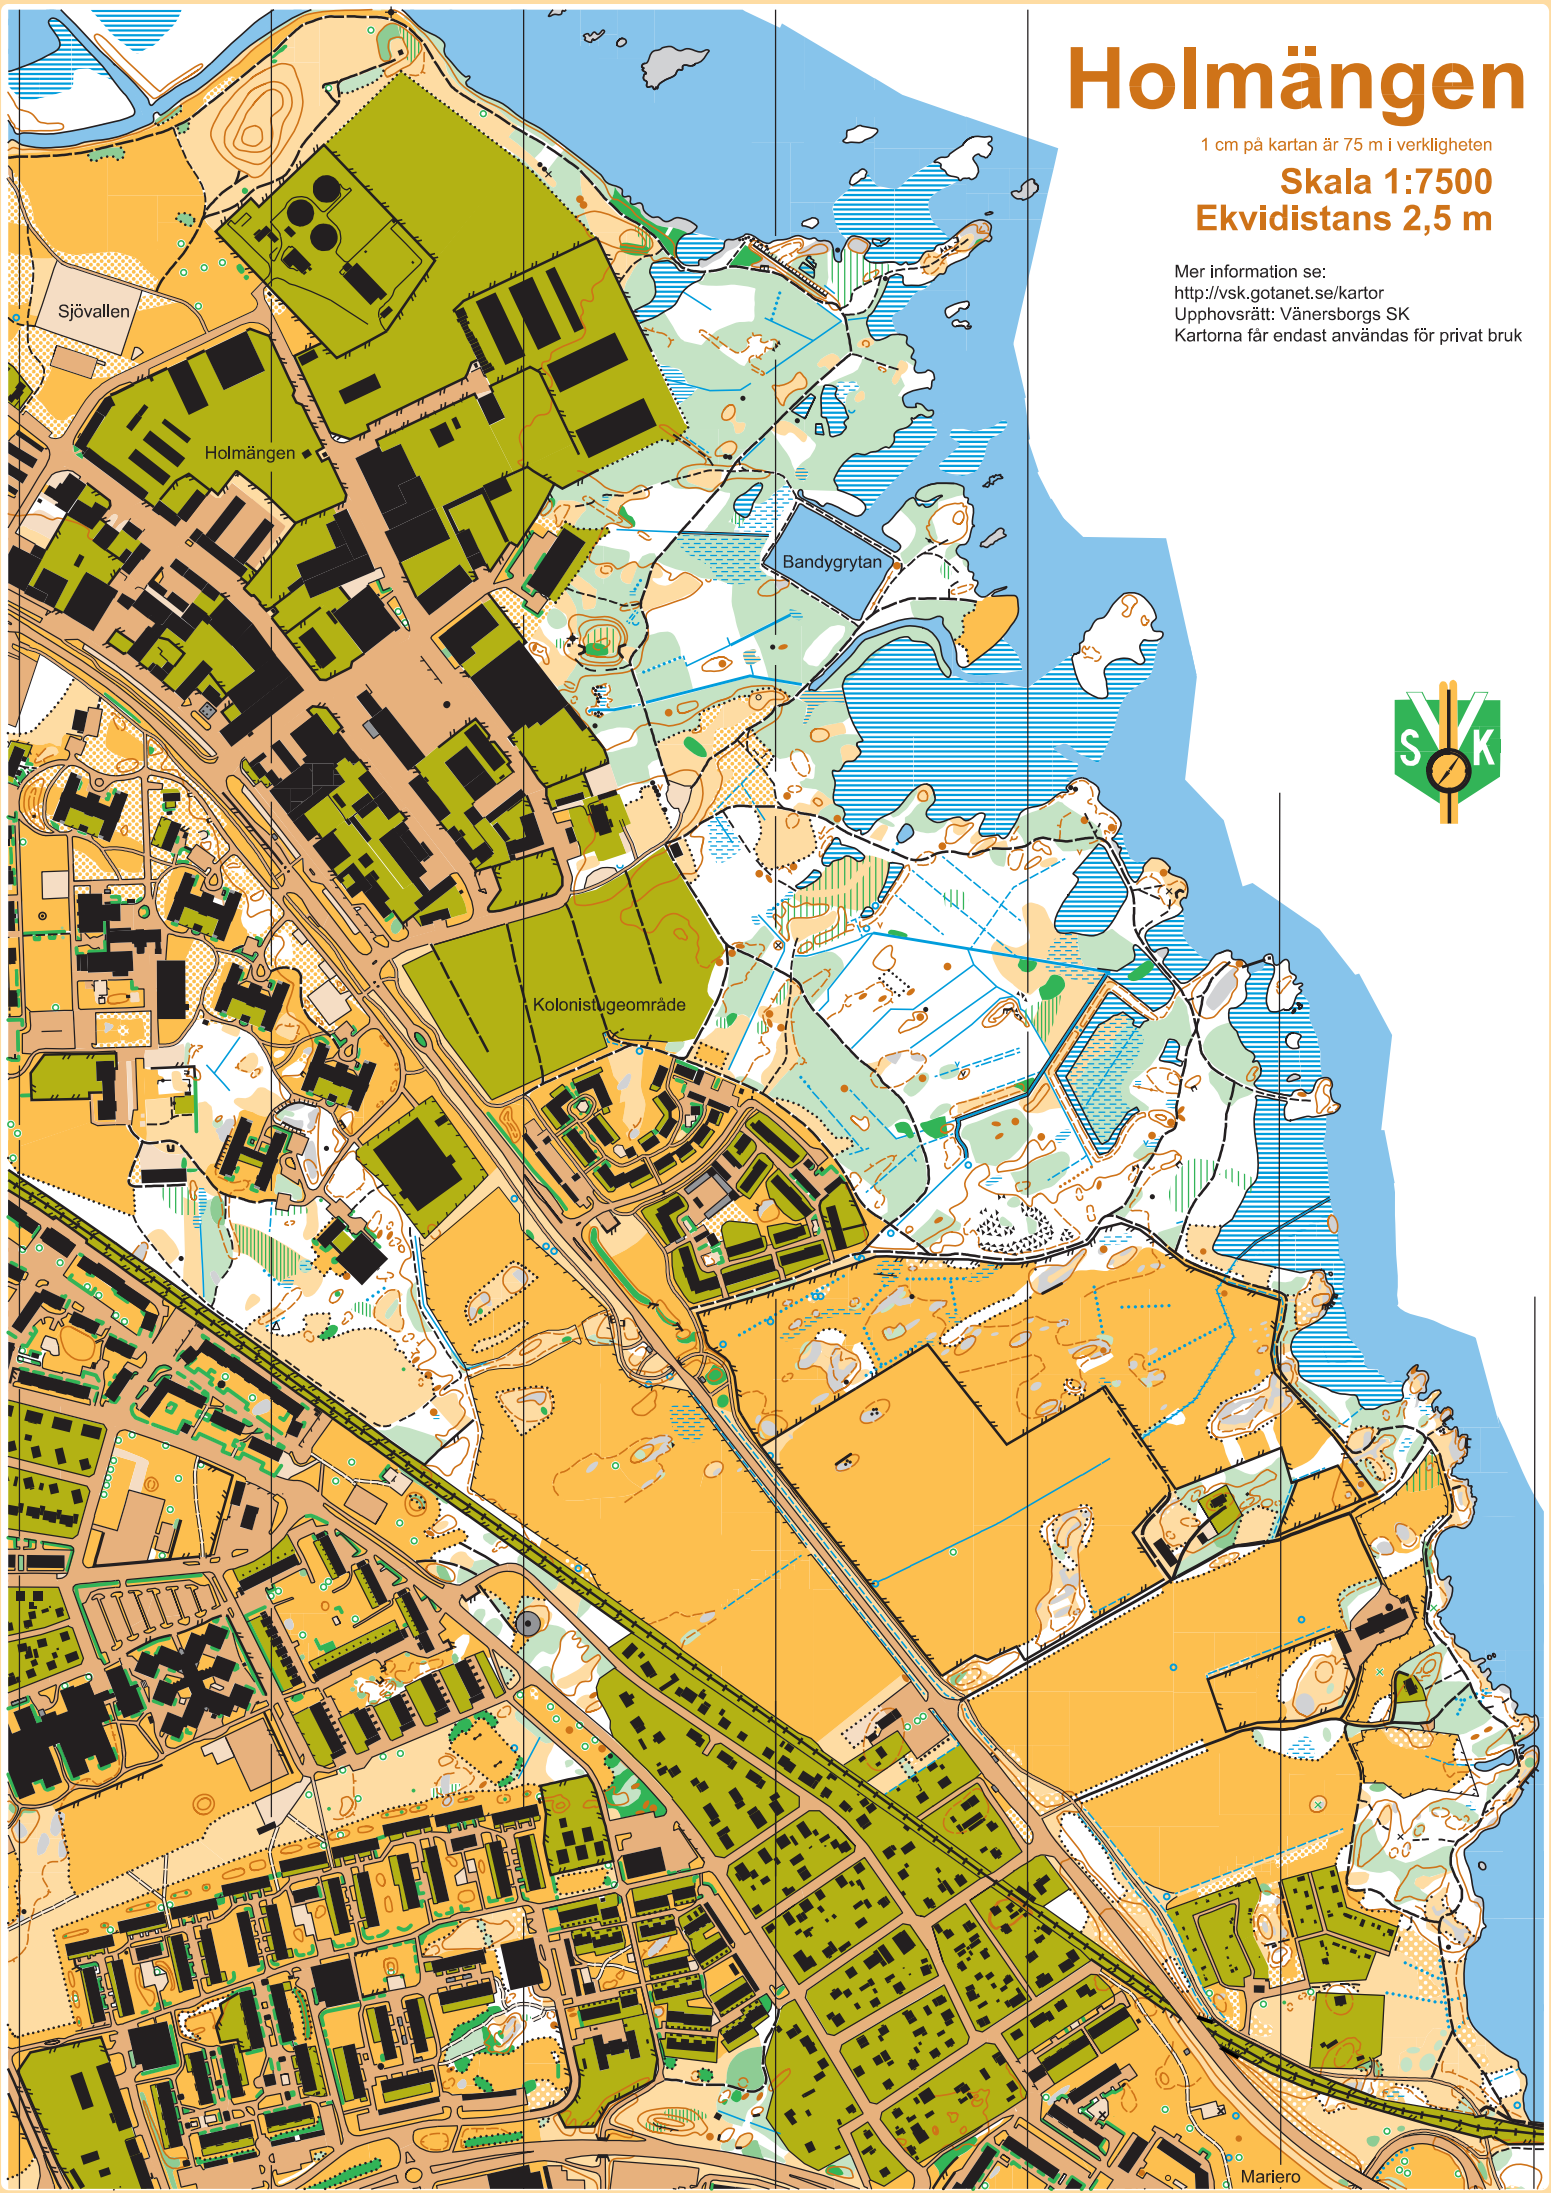 Holmängen
1 cm på kartan är 75 m i verkligheten
Skala 1:7500
Ekvidistans 2,5 m
Mer information se:
http://vsk.gotanet.se/kartor
Upphovsrätt: Vänersborgs SK
Kartorna får endast användas för privat bruk
Sjövallen
Holmängen
Bandygrytan
S V K
Kolonistugeområde
Mariero